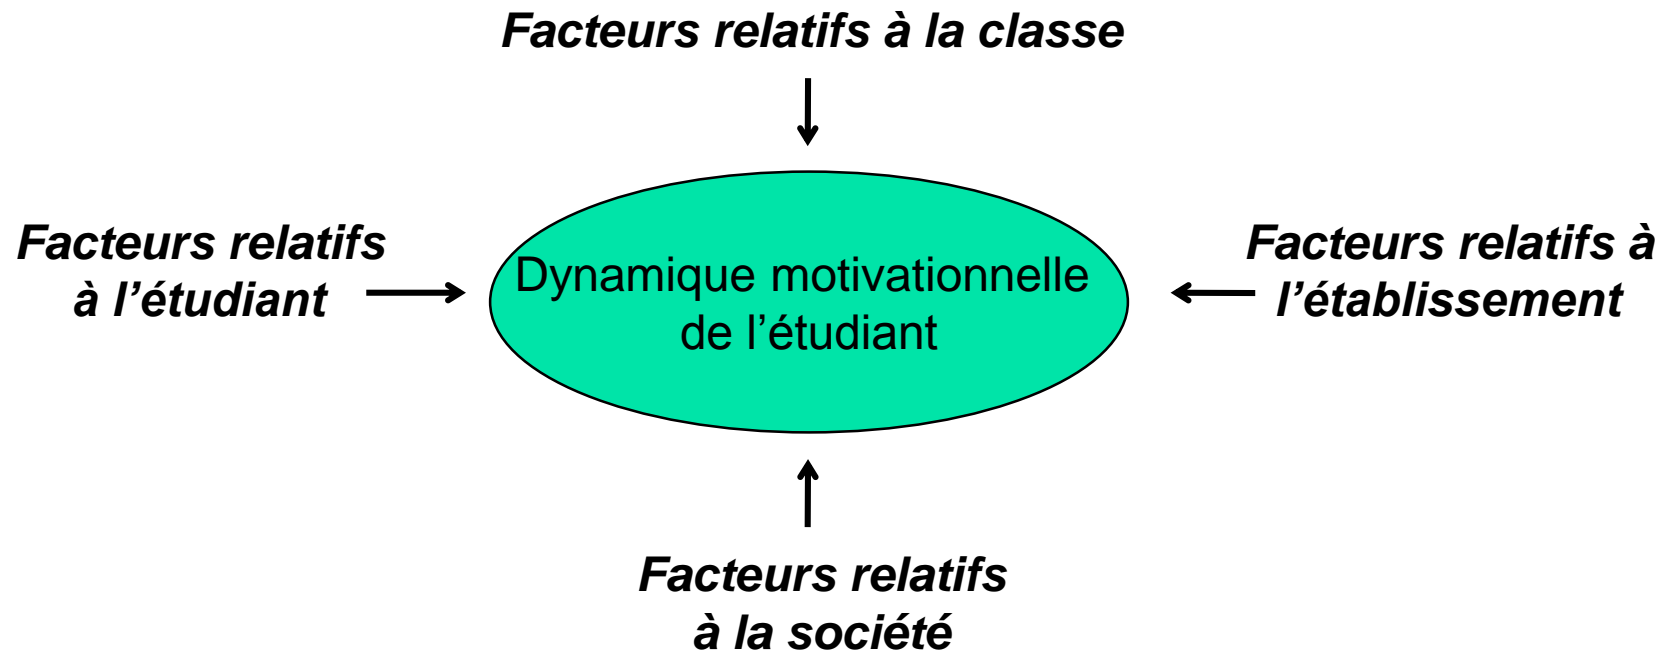 Facteurs relatifs à la classe
Facteurs relatifs
à l’étudiant
Dynamique motivationnelle
de l’étudiant
Facteurs relatifs à
l’établissement
Facteurs relatifs
à la société